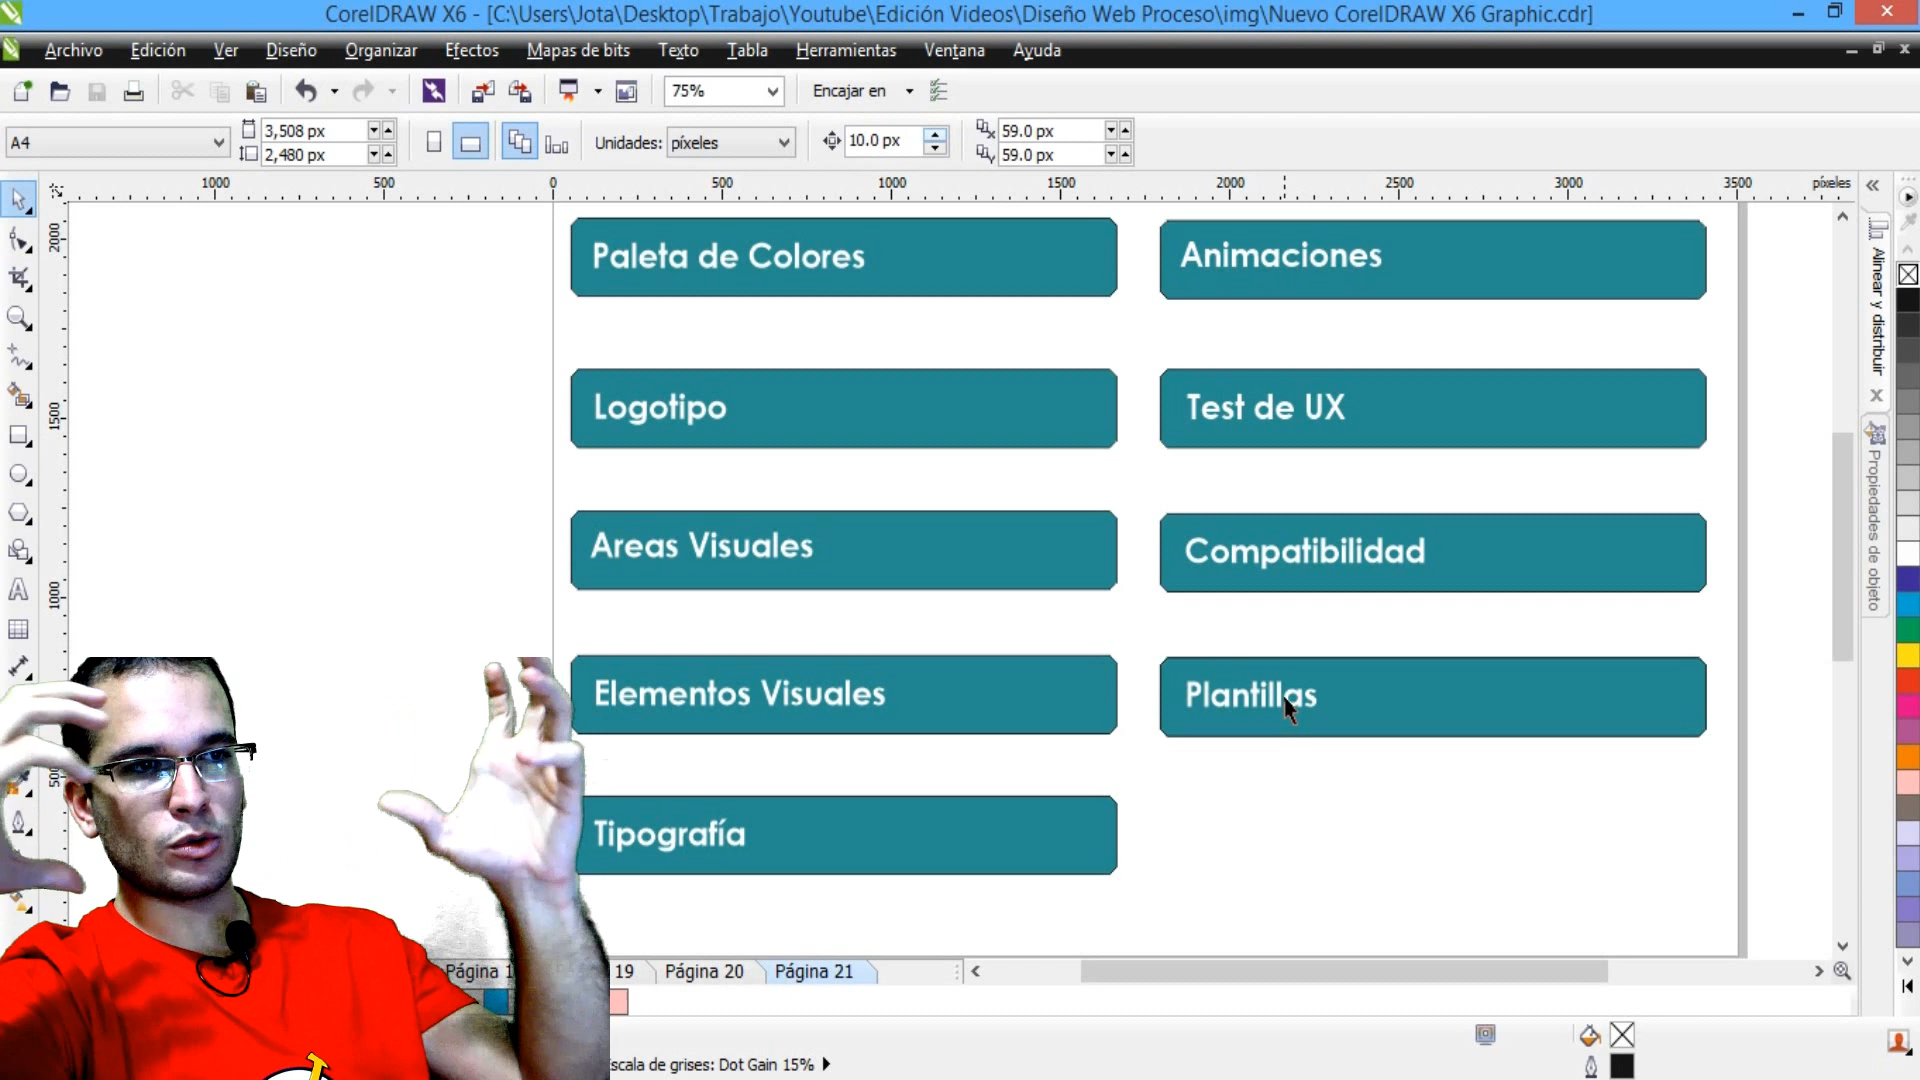 CorelDRAW X6 - [C:\Users\Jota\Desktop\Trabajo\Youtube\Edición Videos\Diseño Web Proceso\img\Nuevo CorelDRAW X6 Graphic.cdr]
Archivo Edición Ver Diseño Organizar Efectos Mapas de bits Texto Tabla Herramientas Ventana Ayuda
75% Encajar en
A4 3,508 px 2,480 px Unidades: píxeles 10.0 px 59.0 px 59.0 px
1000 500 0 500 1000 1500 2000 2500 3000 3500 píxeles
2000
1500
1000
Paleta de Colores
Animaciones
Logotipo
Test de UX
Areas Visuales
Compatibilidad
Elementos Visuales
Plantillas
Tipografía
Alinear y distribuir
Propiedades de objeto
Página 19 Página 20 Página 21
Dot Gain 15%
de grises: